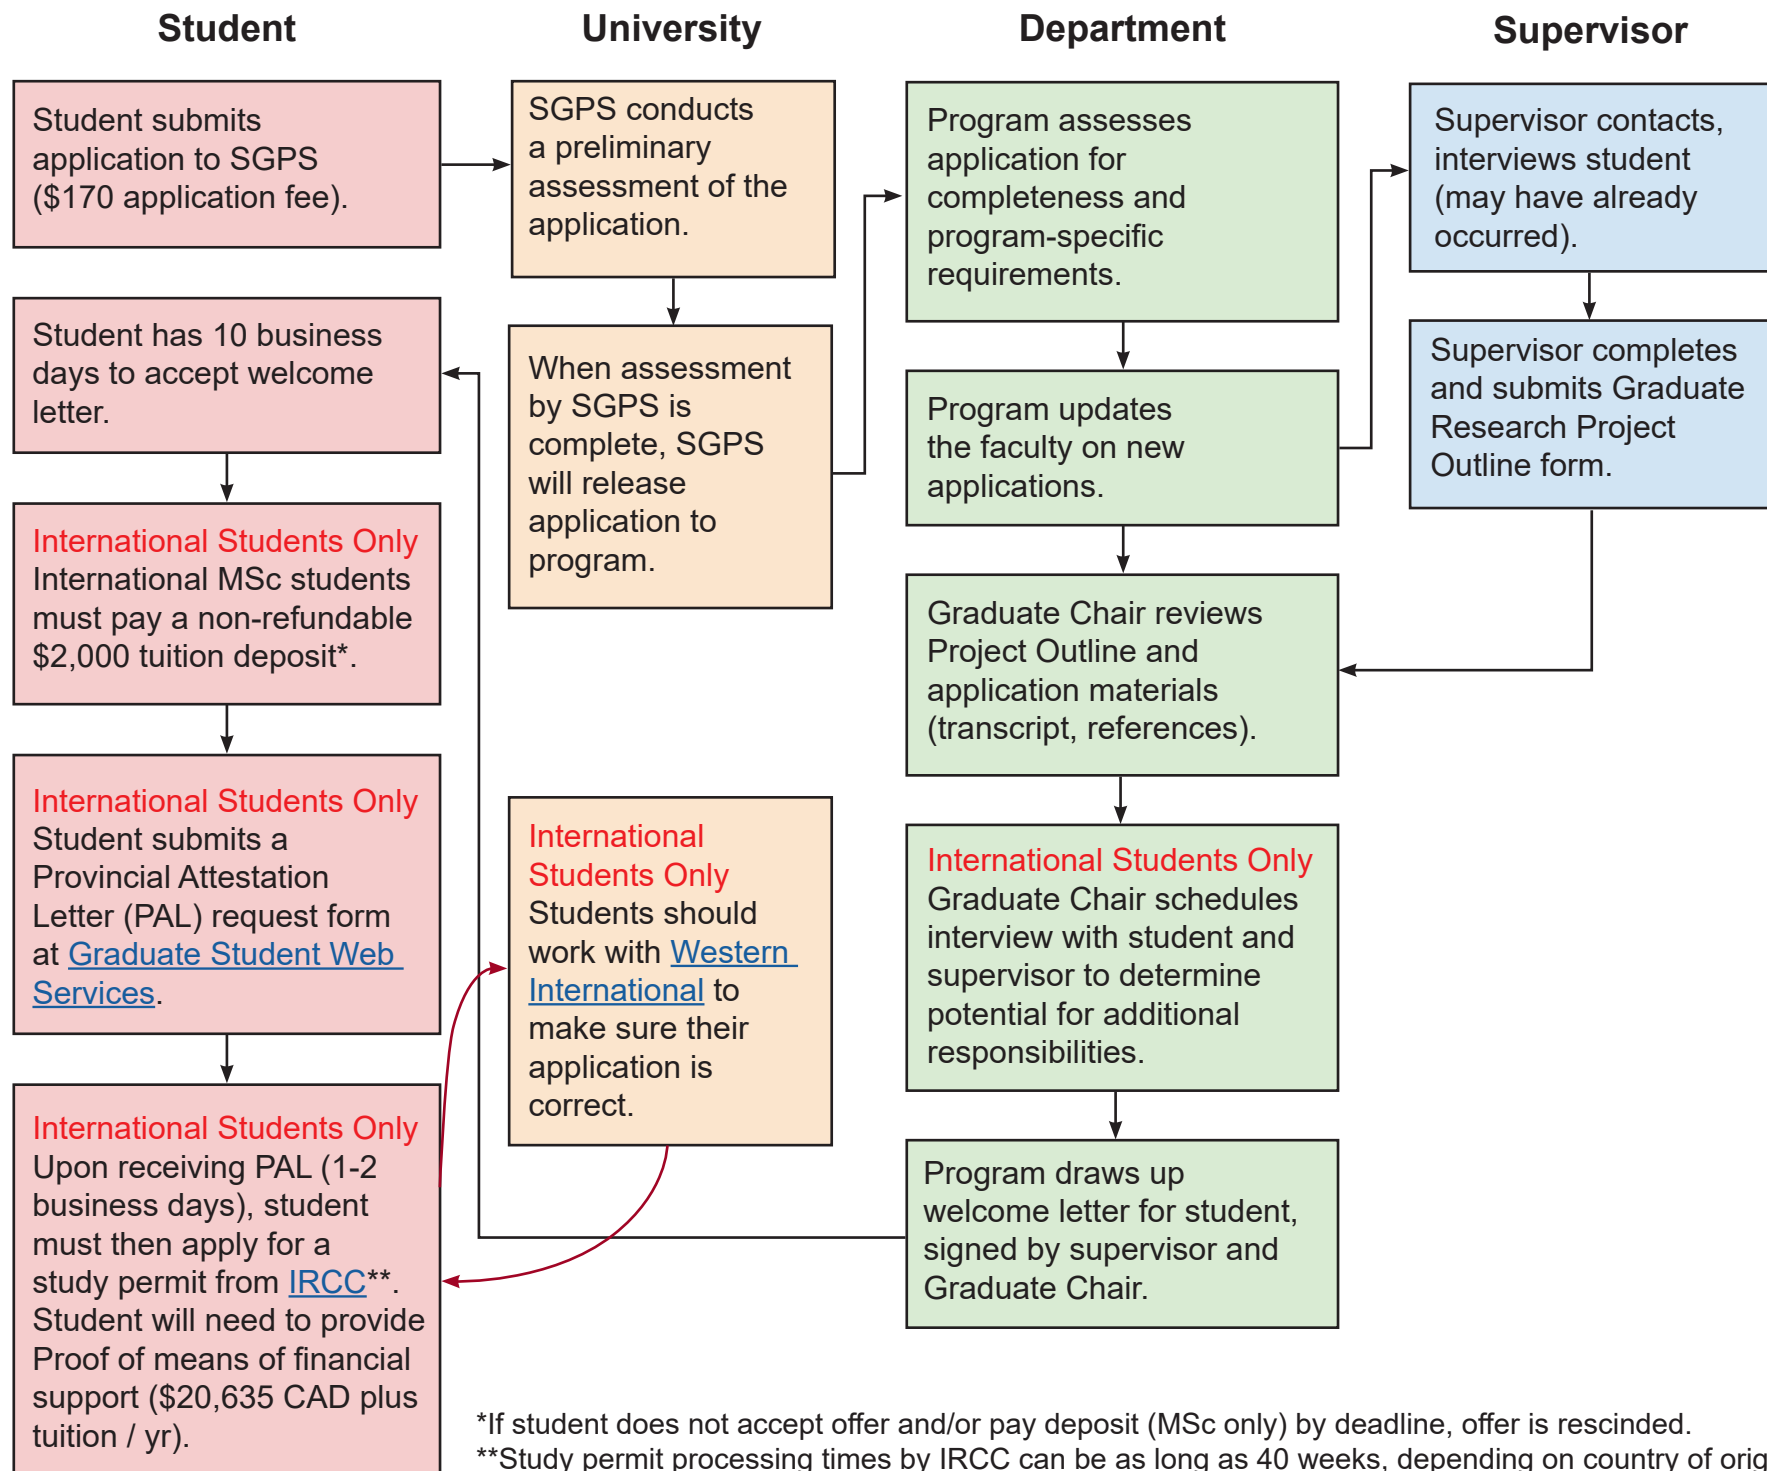 Student
University
Department
Supervisor
Student submits
application to SGPS
($170 application fee).
SGPS conducts
a preliminary
assessment of the
application.
Program assesses
application for
completeness and
program-specific
requirements.
Supervisor contacts,
interviews student
(may have already
occurred).
Student has 10 business
days to accept welcome
letter.
When assessment
by SGPS is
complete, SGPS
will release
application to
program.
Program updates
the faculty on new
applications.
Supervisor completes
and submits Graduate
Research Project
Outline form.
International Students Only
International MSc students
must pay a non-refundable
$2,000 tuition deposit*.
Graduate Chair reviews
Project Outline and
application materials
(transcript, references).
International Students Only
Student submits a
Provincial Attestation
Letter (PAL) request form
at Graduate Student Web
Services.
International
Students Only
Students should
work with Western
International to
make sure their
application is
correct.
International Students Only
Graduate Chair schedules
interview with student and
supervisor to determine
potential for additional
responsibilities.
International Students Only
Upon receiving PAL (1-2
business days), student
must then apply for a
study permit from IRCC**.
Student will need to provide
Proof of means of financial
support ($20,635 CAD plus
tuition / yr).
Program draws up
welcome letter for student,
signed by supervisor and
Graduate Chair.
*If student does not accept offer and/or pay deposit (MSc only) by deadline, offer is rescinded.
**Study permit processing times by IRCC can be as long as 40 weeks, depending on country of